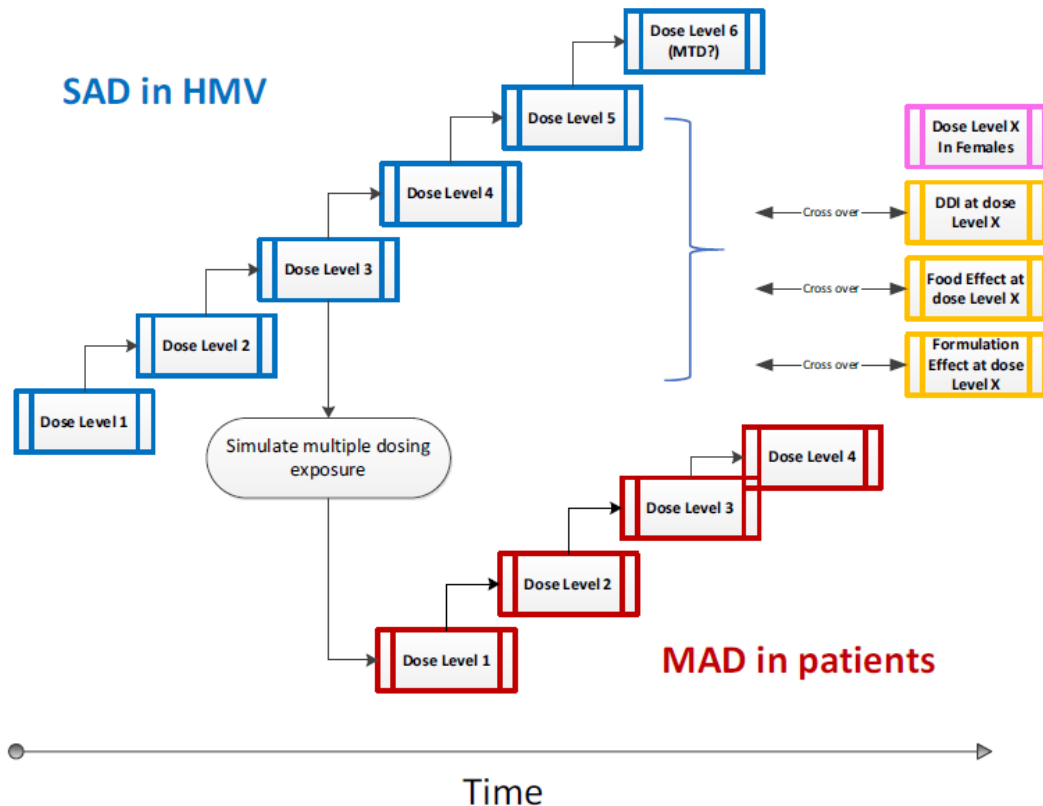 Dose Level 6
(MTD?)
SAD in HMV
Dose Level 5
Dose Level X
In Females
Dose Level 4
Cross over
DDI at dose
Level X
Dose Level 3
Cross over
Food Effect at
dose Level X
Dose Level 2
Cross over
Formulation
Effect at dose
Level X
Dose Level 1
Simulate multiple dosing
exposure
Dose Level 4
Dose Level 3
Dose Level 2
Dose Level 1
MAD in patients
Time